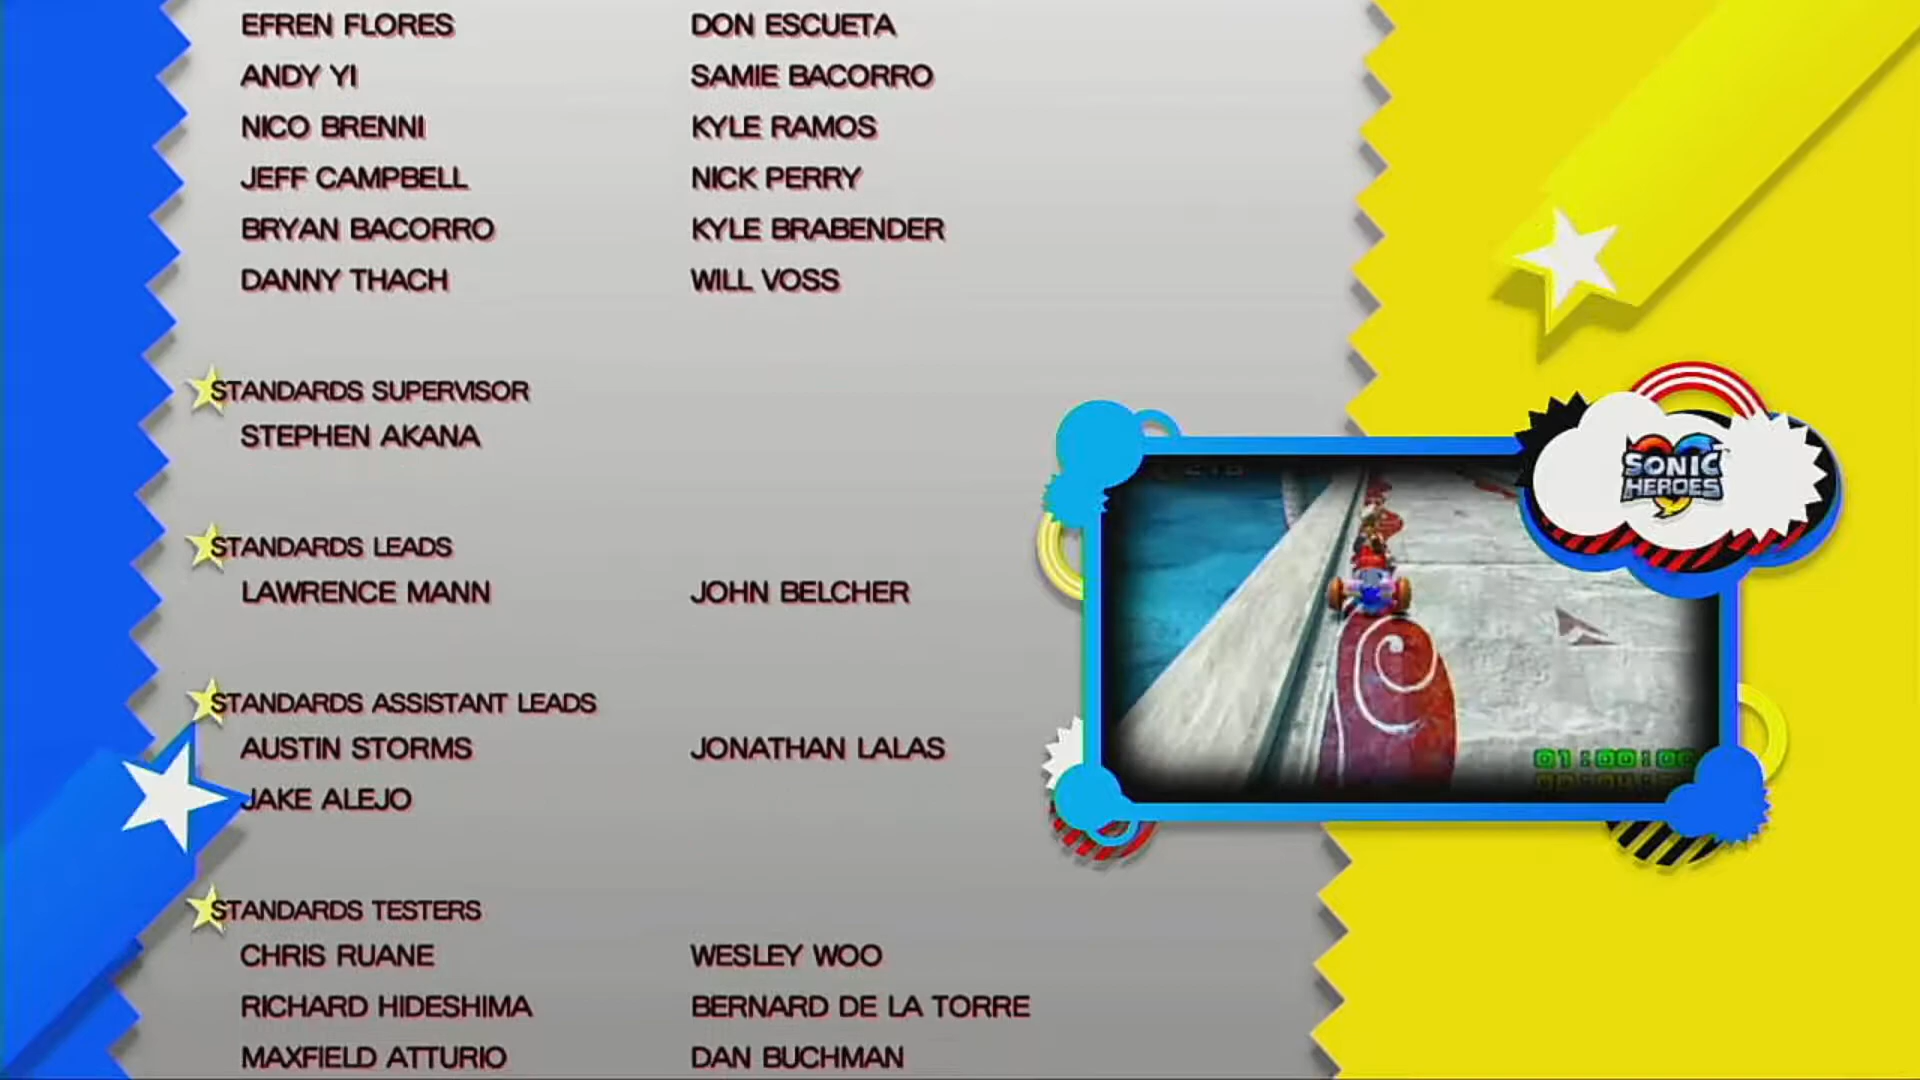 EFREN FLORES DON ESCUETA
ANDY YI SAMIE BACORRO
NICO BRENNI KYLE RAMOS
JEFF CAMPBELL NICK PERRY
BRYAN BACORRO KYLE BRABENDER
DANNY THACH WILL VOSS
STANDARDS SUPERVISOR
STEPHEN AKANA
SONIC
HEROES
STANDARDS LEADS
LAWRENCE MANN JOHN BELCHER
STANDARDS ASSISTANT LEADS
AUSTIN STORMS JONATHAN LALAS
01:00:00
JAKE ALEJO
STANDARDS TESTERS
CHRIS RUANE WESLEY WOO
RICHARD HIDESHIMA BERNARD DE LA TORRE
MAXFIELD ATTURIO DAN BUCHMAN